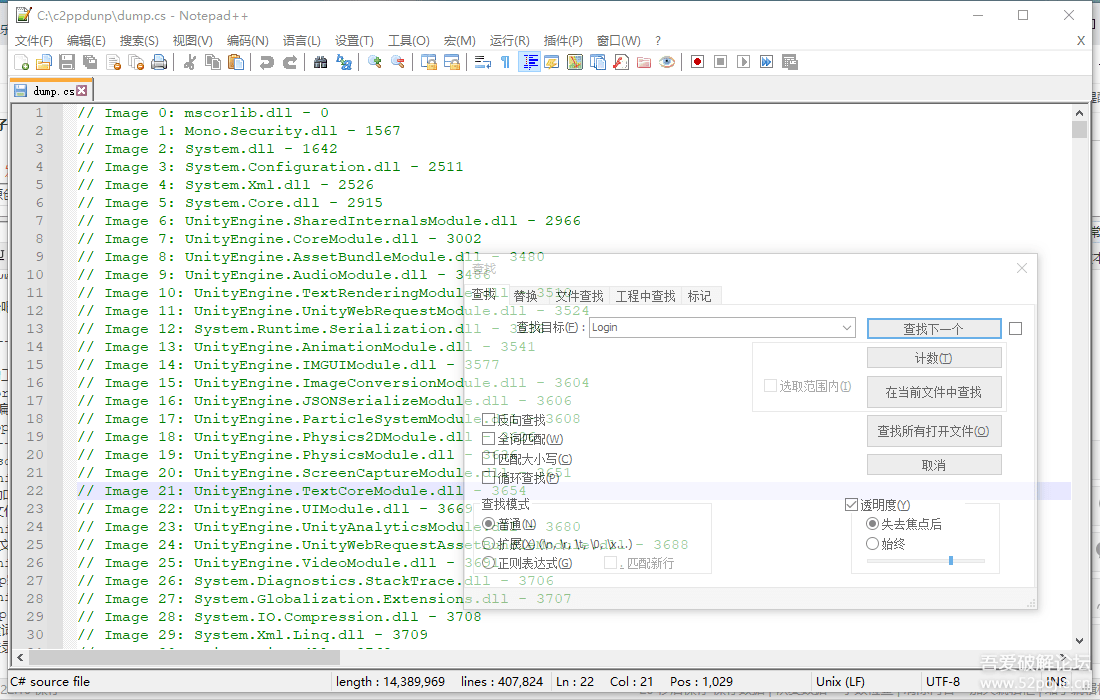 C:\c2ppdunp\dump.cs - Notepad++
文件(F) 编辑(E) 搜索(S) 视图(V) 编码(N) 语言(L) 设置(T) 工具(O) 宏(M) 运行(R) 插件(P) 窗口(W) ? X
dump.cs
1 // Image 0: mscorlib.dll - 0
2 // Image 1: Mono.Security.dll - 1567
3 // Image 2: System.dll - 1642
4 // Image 3: System.Configuration.dll - 2511
5 // Image 4: System.Xml.dll - 2526
6 // Image 5: System.Core.dll - 2915
7 // Image 6: UnityEngine.SharedInternalsModule.dll - 2966
8 // Image 7: UnityEngine.CoreModule.dll - 3002
9 // Image 8: UnityEngine.AssetBundleModule.dll - 3480
10 // Image 9: UnityEngine.AudioModule.dll - 3486
11 // Image 10: UnityEngine.TextRenderingModule.dll
12 // Image 11: UnityEngine.UnityWebRequestModule.dll - 3524
13 // Image 12: System.Runtime.Serialization.dll
14 // Image 13: UnityEngine.AnimationModule.dll - 3541
15 // Image 14: UnityEngine.IMGUIModule.dll - 3577
16 // Image 15: UnityEngine.ImageConversionModule.dll - 3604
17 // Image 16: UnityEngine.JSONSerializeModule.dll - 3606
18 // Image 17: UnityEngine.ParticleSystemModule.dll - 3608
19 // Image 18: UnityEngine.Physics2DModule.dll
20 // Image 19: UnityEngine.PhysicsModule.dll
21 // Image 20: UnityEngine.ScreenCaptureModule.dll - 3651
22 // Image 21: UnityEngine.TextCoreModule.dll - 3654
23 // Image 22: UnityEngine.UIModule.dll - 3669
24 // Image 23: UnityEngine.UnityAnalyticsModule.dll - 3680
25 // Image 24: UnityEngine.UnityWebRequestAssetBundleModule.dll - 3688
26 // Image 25: UnityEngine.VideoModule.dll
27 // Image 26: System.Diagnostics.StackTrace.dll - 3706
28 // Image 27: System.Globalization.Extensions.dll - 3707
29 // Image 28: System.IO.Compression.dll - 3708
30 // Image 29: System.Xml.Linq.dll - 3709
查找
查找 替换 文件查找 工程中查找 标记
查找目标(F) : Login
查找下一个
计数(T)
选取范围内(I)
在当前文件中查找
反向查找
查找所有打开文件(O)
全词匹配(W)
匹配大小写(C)
取消
循环查找(P)
查找模式
透明度(Y)
普通(N)
失去焦点后
扩展(X) (\n, \r, \t, \0, \x...)
始终
正则表达式(G)
. 匹配新行
C# source file length : 14,389,969 lines : 407,824 Ln : 22 Col : 21 Pos : 1,029 Unix (LF) UTF-8 INS
吾爱破解论坛
www.52pojie.cn